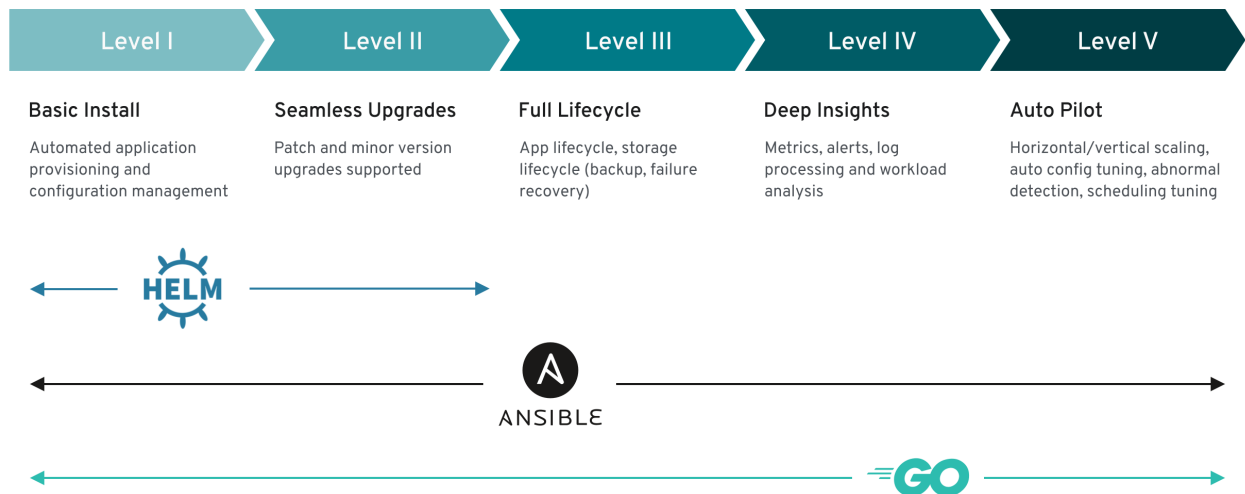 Level I
Level II
Level III
Level IV
Level V
Basic Install
Automated application
provisioning and
configuration management
Seamless Upgrades
Patch and minor version
upgrades supported
Full Lifecycle
App lifecycle, storage
lifecycle (backup, failure
recovery)
Deep Insights
Metrics, alerts, log
processing and workload
analysis
Auto Pilot
Horizontal/vertical scaling,
auto config tuning, abnormal
detection, scheduling tuning
HELM
ANSIBLE
GO